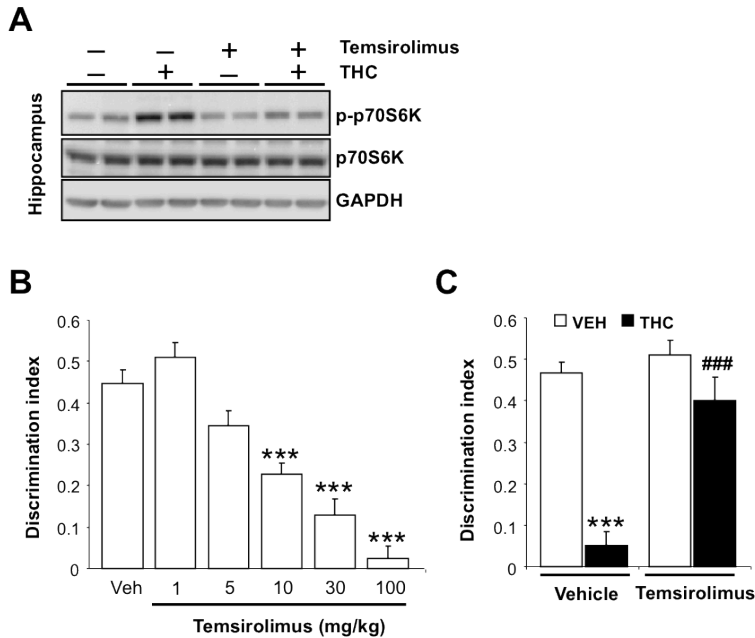 A
– – + + Temsirolimus
– + – + THC
Hippocampus
p-p70S6K
p70S6K
GAPDH
B
Discrimination index
0.6
0.5
0.4
0.3
0.2
0.1
0
***
***
***
Veh 1 5 10 30 100
Temsirolimus (mg/kg)
C
Discrimination index
0.6
0.5
0.4
0.3
0.2
0.1
0
VEH THC
***
###
Vehicle Temsirolimus